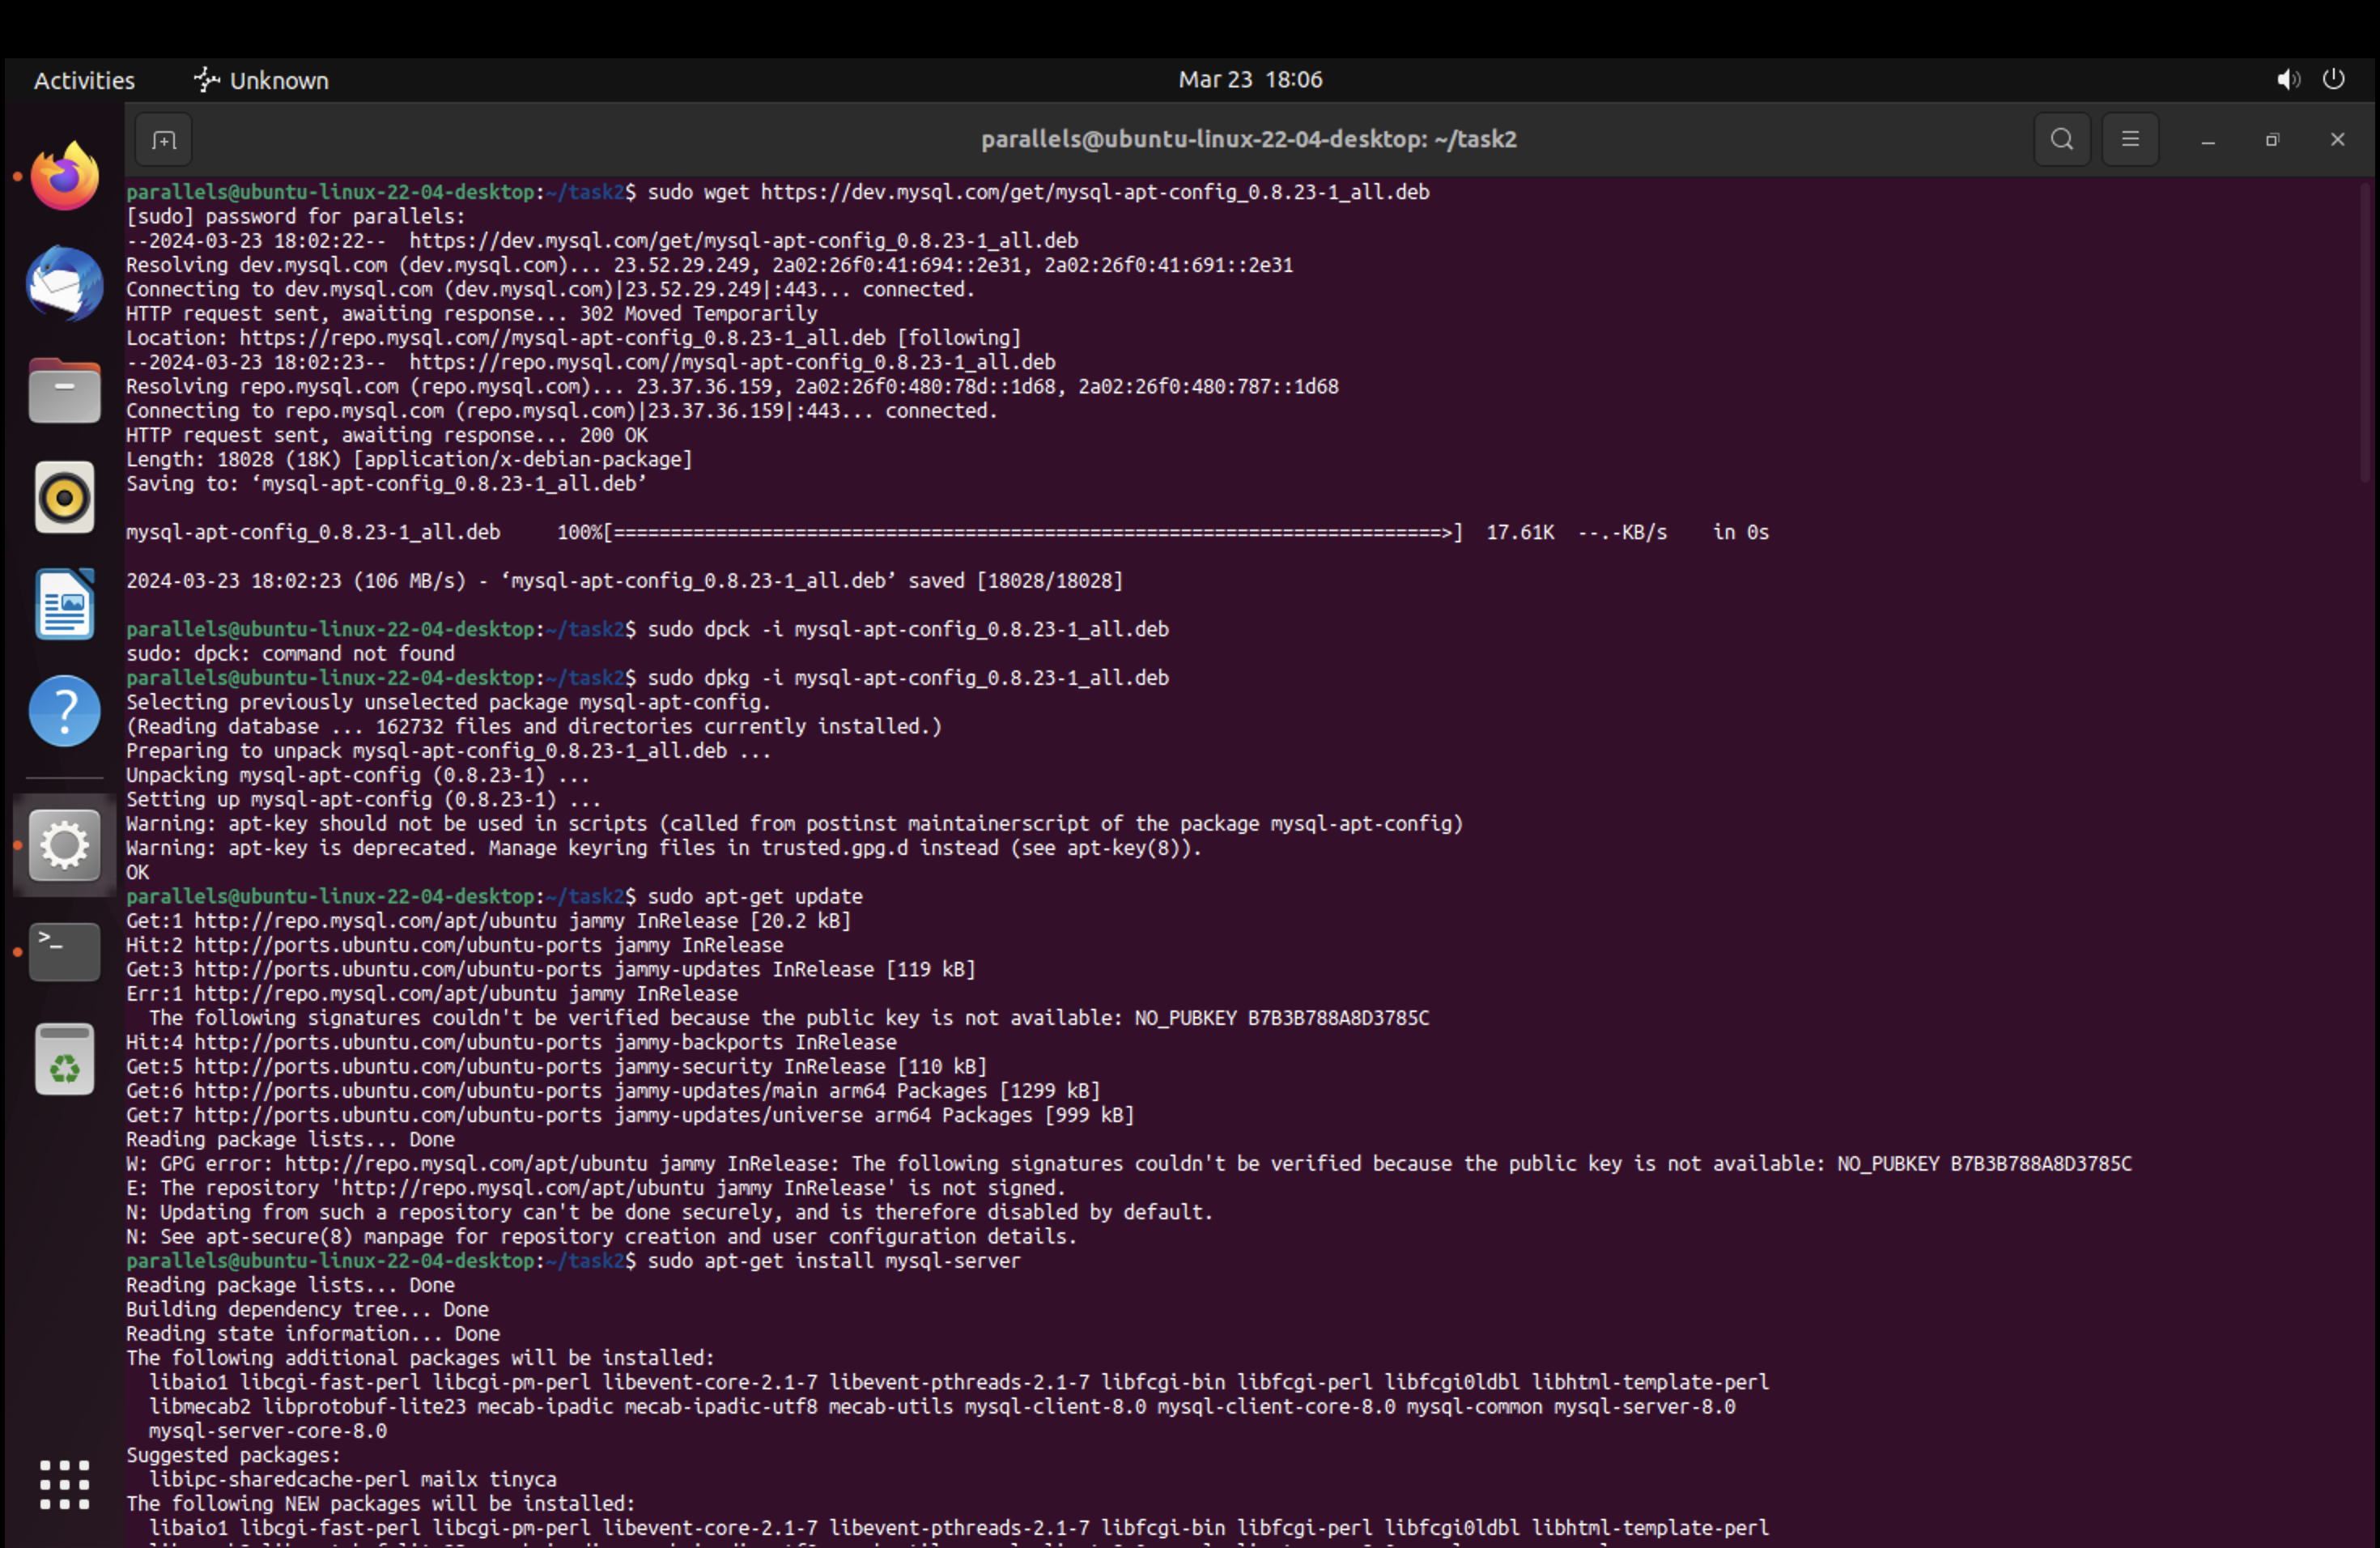 Activities Unknown Mar 23 18:06
parallels@ubuntu-linux-22-04-desktop: ~/task2
parallels@ubuntu-linux-22-04-desktop:~/task2$ sudo wget https://dev.mysql.com/get/mysql-apt-config_0.8.23-1_all.deb
[sudo] password for parallels:
--2024-03-23 18:02:22--  https://dev.mysql.com/get/mysql-apt-config_0.8.23-1_all.deb
Resolving dev.mysql.com (dev.mysql.com)... 23.52.29.249, 2a02:26f0:41:694::2e31, 2a02:26f0:41:691::2e31
Connecting to dev.mysql.com (dev.mysql.com)|23.52.29.249|:443... connected.
HTTP request sent, awaiting response... 302 Moved Temporarily
Location: https://repo.mysql.com//mysql-apt-config_0.8.23-1_all.deb [following]
--2024-03-23 18:02:23--  https://repo.mysql.com//mysql-apt-config_0.8.23-1_all.deb
Resolving repo.mysql.com (repo.mysql.com)... 23.37.36.159, 2a02:26f0:480:78d::1d68, 2a02:26f0:480:787::1d68
Connecting to repo.mysql.com (repo.mysql.com)|23.37.36.159|:443... connected.
HTTP request sent, awaiting response... 200 OK
Length: 18028 (18K) [application/x-debian-package]
Saving to: ‘mysql-apt-config_0.8.23-1_all.deb’
mysql-apt-config_0.8.23-1_all.deb     100%[=========================================================================>]  17.61K  --.-KB/s    in 0s
2024-03-23 18:02:23 (106 MB/s) - ‘mysql-apt-config_0.8.23-1_all.deb’ saved [18028/18028]
parallels@ubuntu-linux-22-04-desktop:~/task2$ sudo dpck -i mysql-apt-config_0.8.23-1_all.deb
sudo: dpck: command not found
parallels@ubuntu-linux-22-04-desktop:~/task2$ sudo dpkg -i mysql-apt-config_0.8.23-1_all.deb
Selecting previously unselected package mysql-apt-config.
(Reading database ... 162732 files and directories currently installed.)
Preparing to unpack mysql-apt-config_0.8.23-1_all.deb ...
Unpacking mysql-apt-config (0.8.23-1) ...
Setting up mysql-apt-config (0.8.23-1) ...
Warning: apt-key should not be used in scripts (called from postinst maintainerscript of the package mysql-apt-config)
Warning: apt-key is deprecated. Manage keyring files in trusted.gpg.d instead (see apt-key(8)).
OK
parallels@ubuntu-linux-22-04-desktop:~/task2$ sudo apt-get update
Get:1 http://repo.mysql.com/apt/ubuntu jammy InRelease [20.2 kB]
Hit:2 http://ports.ubuntu.com/ubuntu-ports jammy InRelease
Get:3 http://ports.ubuntu.com/ubuntu-ports jammy-updates InRelease [119 kB]
Err:1 http://repo.mysql.com/apt/ubuntu jammy InRelease
  The following signatures couldn't be verified because the public key is not available: NO_PUBKEY B7B3B788A8D3785C
Hit:4 http://ports.ubuntu.com/ubuntu-ports jammy-backports InRelease
Get:5 http://ports.ubuntu.com/ubuntu-ports jammy-security InRelease [110 kB]
Get:6 http://ports.ubuntu.com/ubuntu-ports jammy-updates/main arm64 Packages [1299 kB]
Get:7 http://ports.ubuntu.com/ubuntu-ports jammy-updates/universe arm64 Packages [999 kB]
Reading package lists... Done
W: GPG error: http://repo.mysql.com/apt/ubuntu jammy InRelease: The following signatures couldn't be verified because the public key is not available: NO_PUBKEY B7B3B788A8D3785C
E: The repository 'http://repo.mysql.com/apt/ubuntu jammy InRelease' is not signed.
N: Updating from such a repository can't be done securely, and is therefore disabled by default.
N: See apt-secure(8) manpage for repository creation and user configuration details.
parallels@ubuntu-linux-22-04-desktop:~/task2$ sudo apt-get install mysql-server
Reading package lists... Done
Building dependency tree... Done
Reading state information... Done
The following additional packages will be installed:
  libaio1 libcgi-fast-perl libcgi-pm-perl libevent-core-2.1-7 libevent-pthreads-2.1-7 libfcgi-bin libfcgi-perl libfcgi0ldbl libhtml-template-perl
  libmecab2 libprotobuf-lite23 mecab-ipadic mecab-ipadic-utf8 mecab-utils mysql-client-8.0 mysql-client-core-8.0 mysql-common mysql-server-8.0
  mysql-server-core-8.0
Suggested packages:
  libipc-sharedcache-perl mailx tinyca
The following NEW packages will be installed:
  libaio1 libcgi-fast-perl libcgi-pm-perl libevent-core-2.1-7 libevent-pthreads-2.1-7 libfcgi-bin libfcgi-perl libfcgi0ldbl libhtml-template-perl